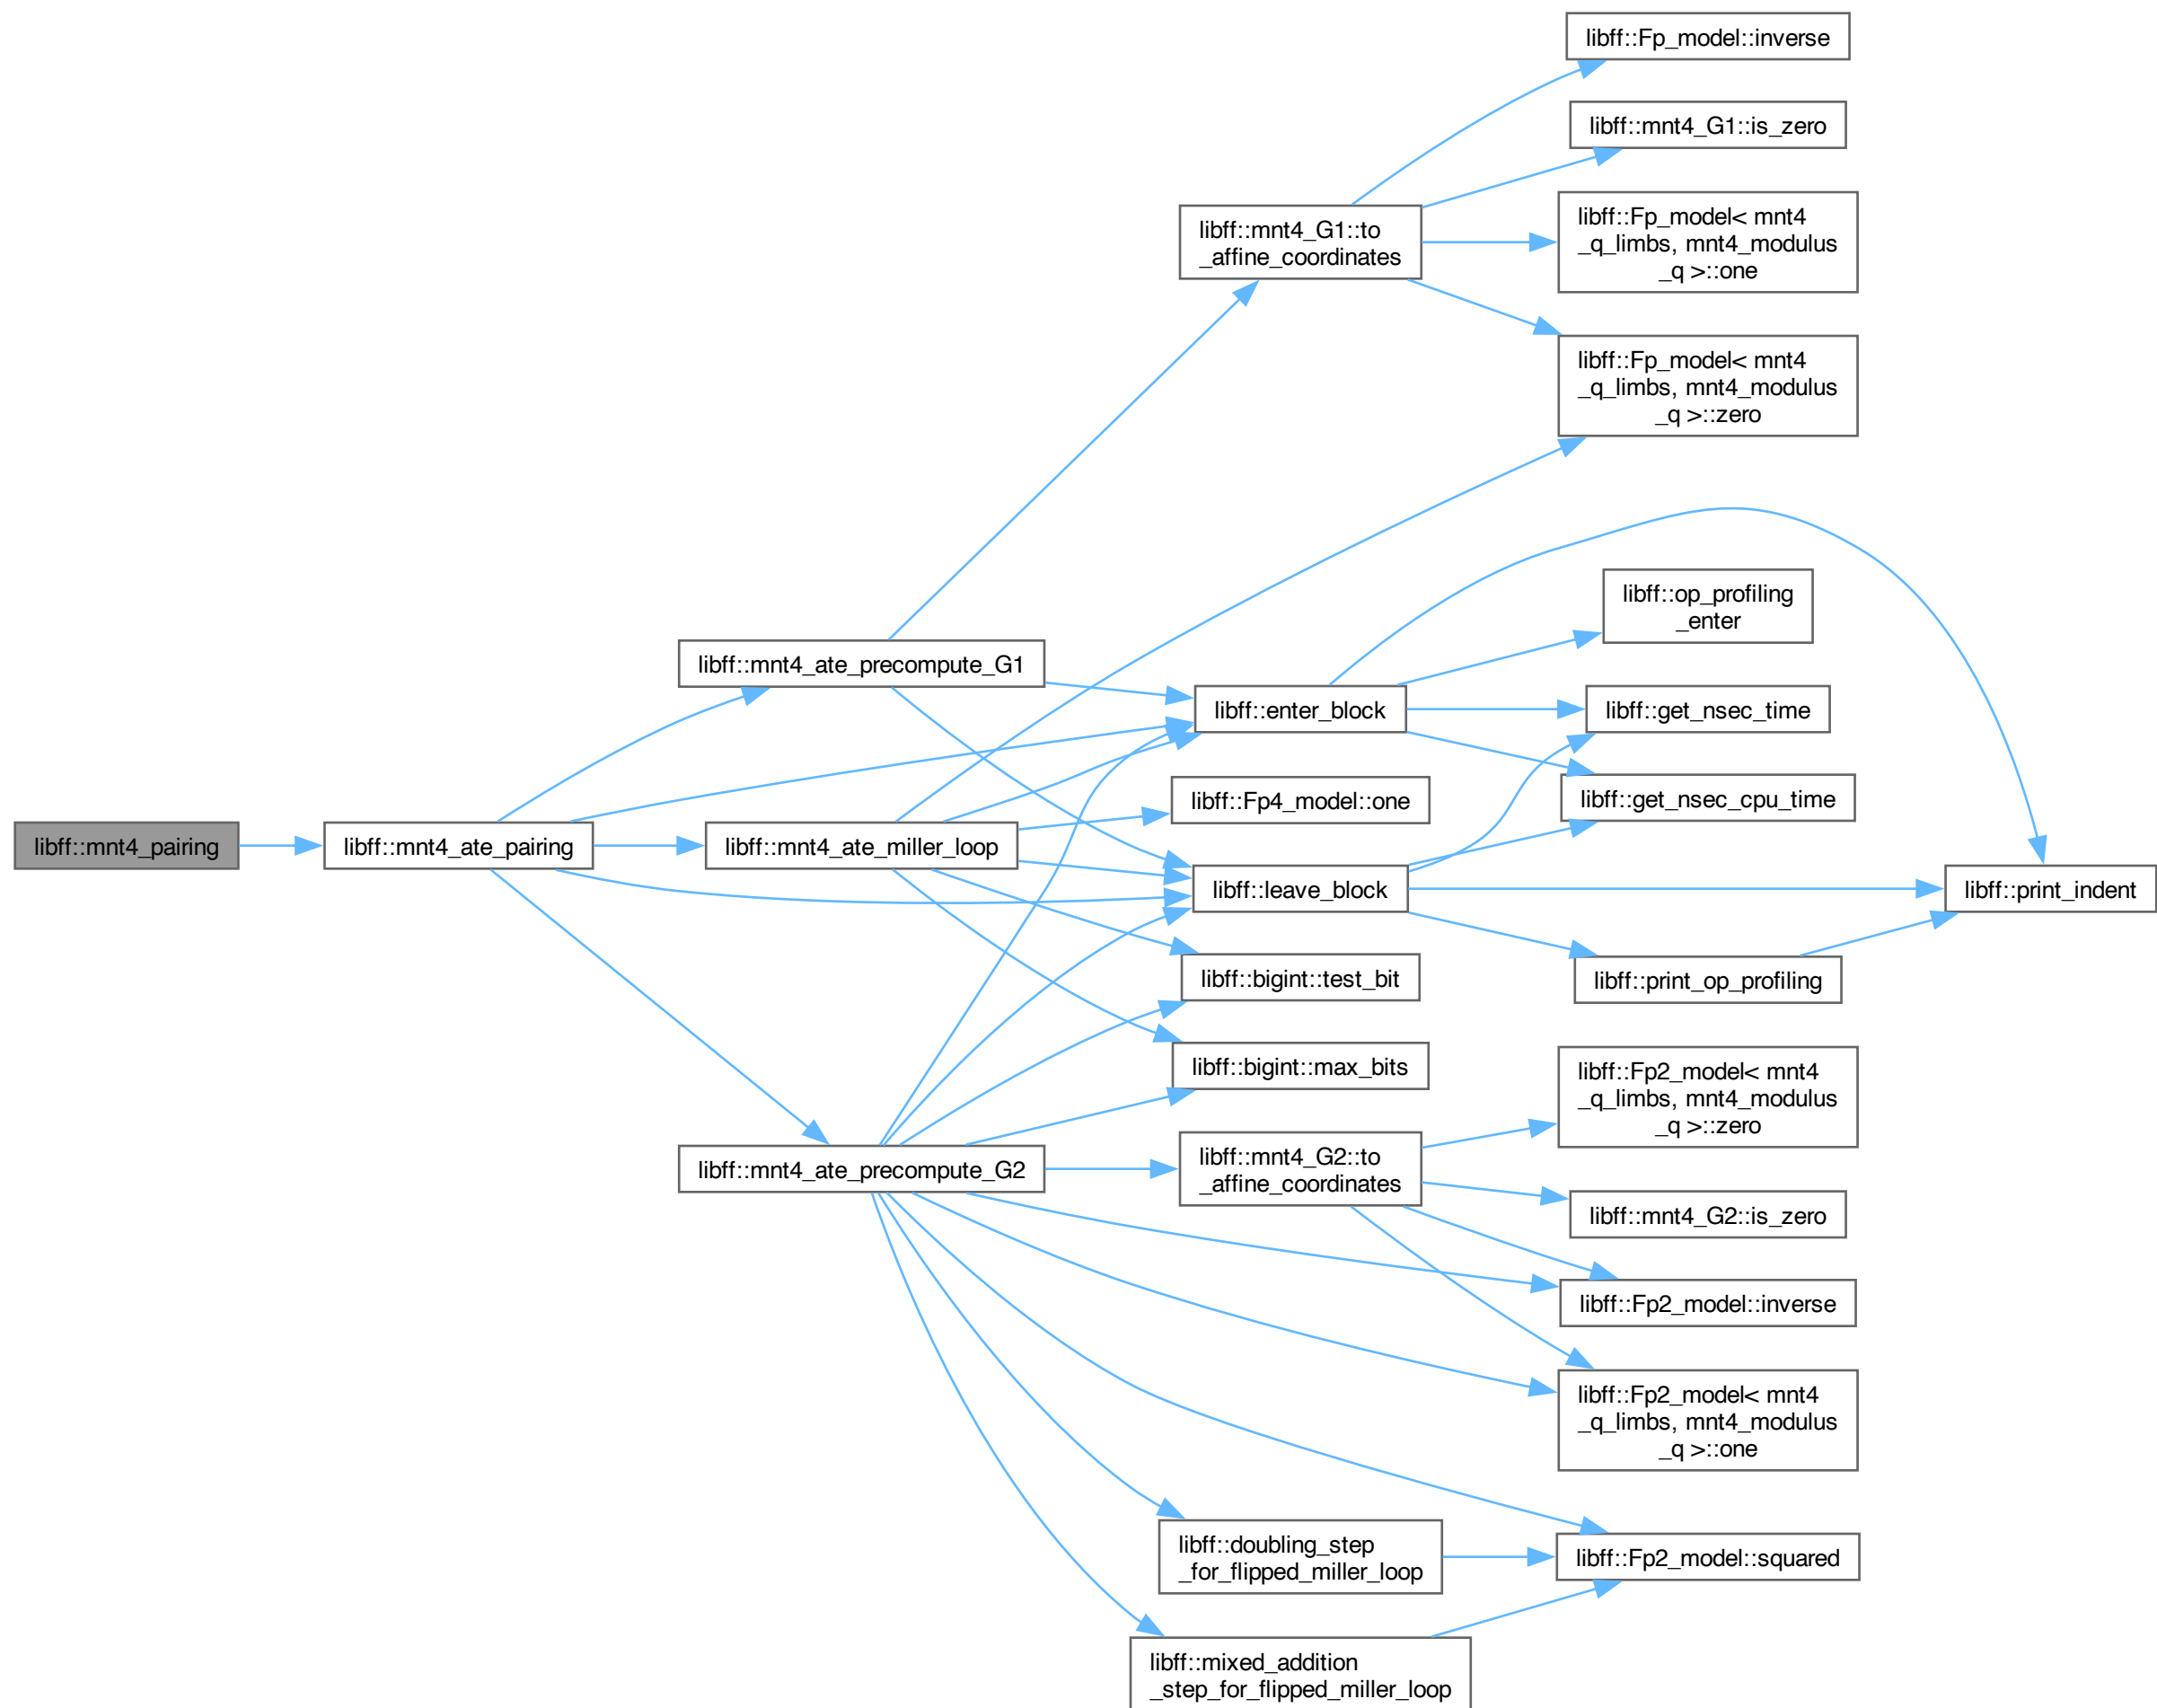 libff::mnt4_pairing
libff::mnt4_ate_pairing
libff::mnt4_ate_precompute_G1
libff::mnt4_ate_miller_loop
libff::mnt4_ate_precompute_G2
libff::mnt4_G1::to
_affine_coordinates
libff::enter_block
libff::Fp4_model::one
libff::leave_block
libff::bigint::test_bit
libff::bigint::max_bits
libff::mnt4_G2::to
_affine_coordinates
libff::doubling_step
_for_flipped_miller_loop
libff::mixed_addition
_step_for_flipped_miller_loop
libff::Fp_model::inverse
libff::mnt4_G1::is_zero
libff::Fp_model< mnt4
_q_limbs, mnt4_modulus
_q >::one
libff::Fp_model< mnt4
_q_limbs, mnt4_modulus
_q >::zero
libff::op_profiling
_enter
libff::get_nsec_time
libff::get_nsec_cpu_time
libff::print_op_profiling
libff::Fp2_model< mnt4
_q_limbs, mnt4_modulus
_q >::zero
libff::mnt4_G2::is_zero
libff::Fp2_model::inverse
libff::Fp2_model< mnt4
_q_limbs, mnt4_modulus
_q >::one
libff::Fp2_model::squared
libff::print_indent